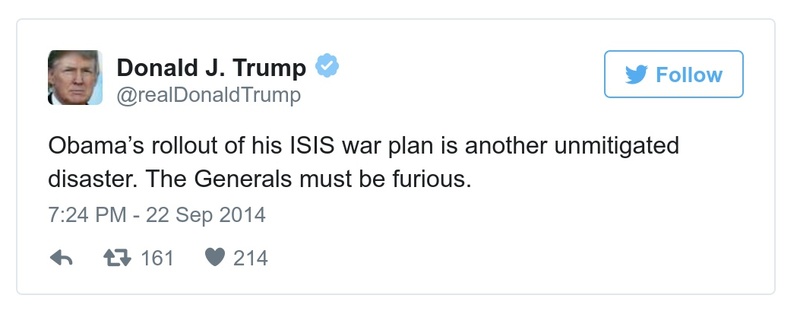 Donald J. Trump
Follow
@realDonaldTrump
Obama’s rollout of his ISIS war plan is another unmitigated
disaster. The Generals must be furious.
7:24 PM - 22 Sep 2014
161 214